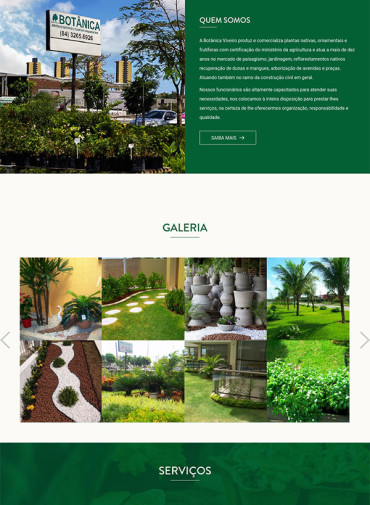 BOTÂNICA
(84) 3265.8926
QUEM SOMOS
A Botânica Viveiro produz e comercializa plantas nativas, ornamentais e
frutíferas com certificação do ministério da agricultura e atua a mais de dez
anos no mercado de paisagismo, jardinagem, reflorestamentos nativos
recuperação de dunas e mangues, arborização de avenidas e praças.
Atuando também no ramo da construção civil em geral.
Nossos funcionários são altamente capacitados para atender suas
necessidades, nos colocamos à inteira disposição para prestar lhes
serviços, na certeza de lhe oferecermos organização, responsabilidade e
qualidade.
SAIBA MAIS
GALERIA
SERVIÇOS